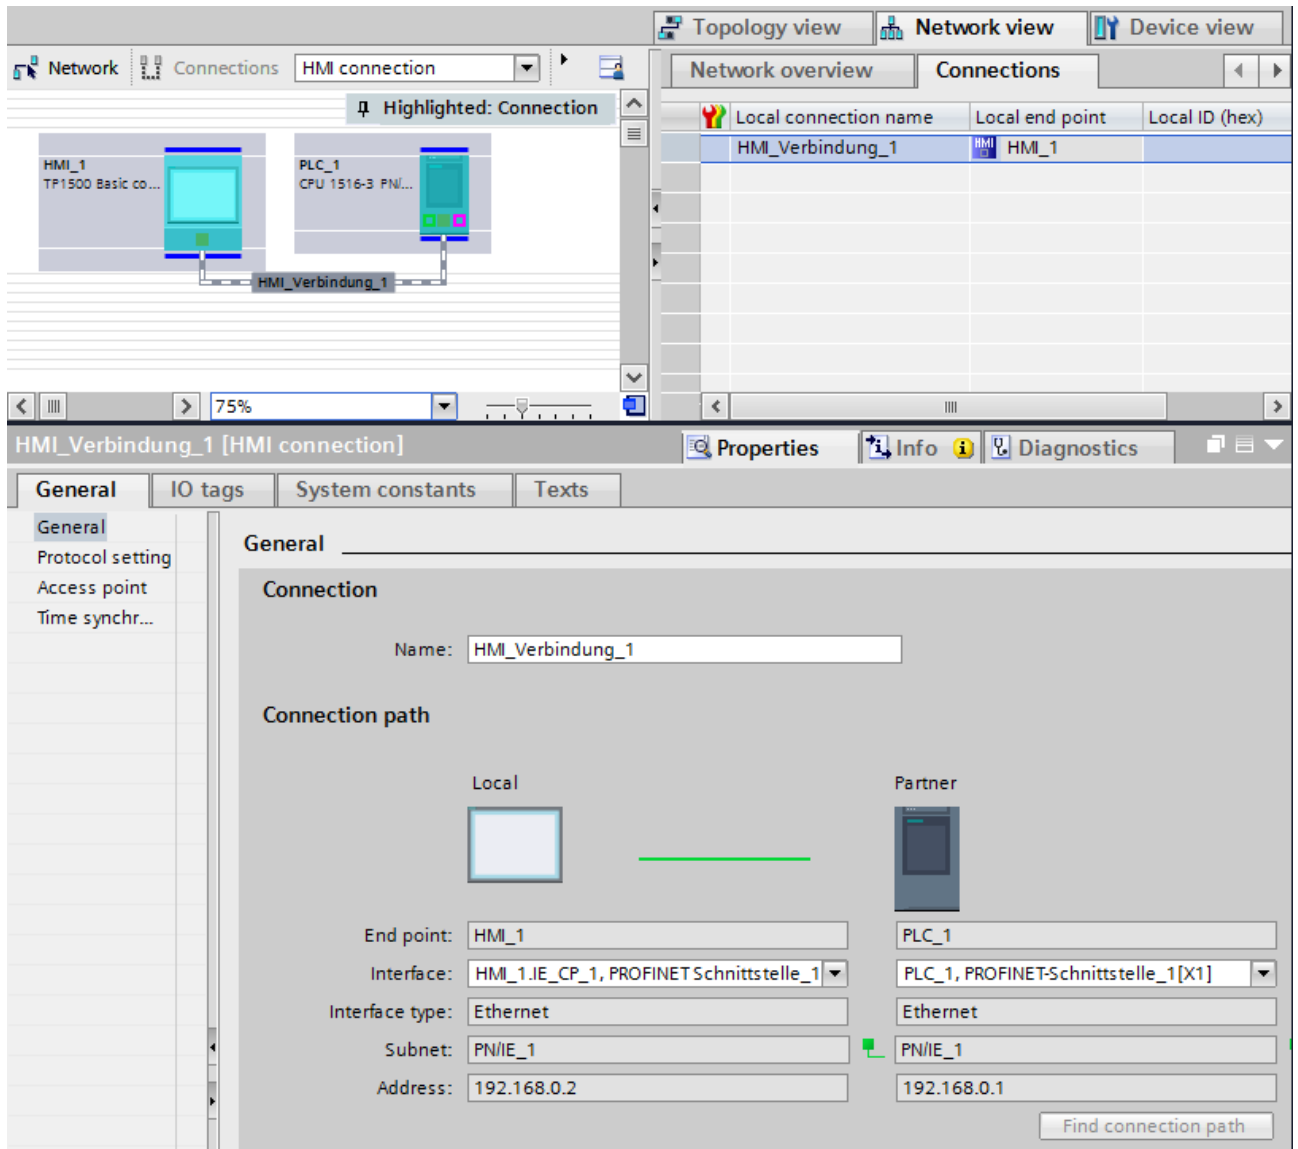 Topology view Network view Device view
Network Connections HMI connection
Network overview Connections
Highlighted: Connection
Local connection name Local end point Local ID (hex)
HMI_Verbindung_1 HMI HMI_1
HMI_1
TP1500 Basic co...
PLC_1
CPU 1516-3 PN/...
HMI_Verbindung_1
75%
HMI_Verbindung_1 [HMI connection] Properties Info Diagnostics
General IO tags System constants Texts
General
Protocol setting
Access point
Time synchr...
General
Connection
Name: HMI_Verbindung_1
Connection path
Local Partner
End point: HMI_1 PLC_1
Interface: HMI_1.IE_CP_1, PROFINET Schnittstelle_1 PLC_1, PROFINET-Schnittstelle_1[X1]
Interface type: Ethernet Ethernet
Subnet: PN/IE_1 PN/IE_1
Address: 192.168.0.2 192.168.0.1
Find connection path